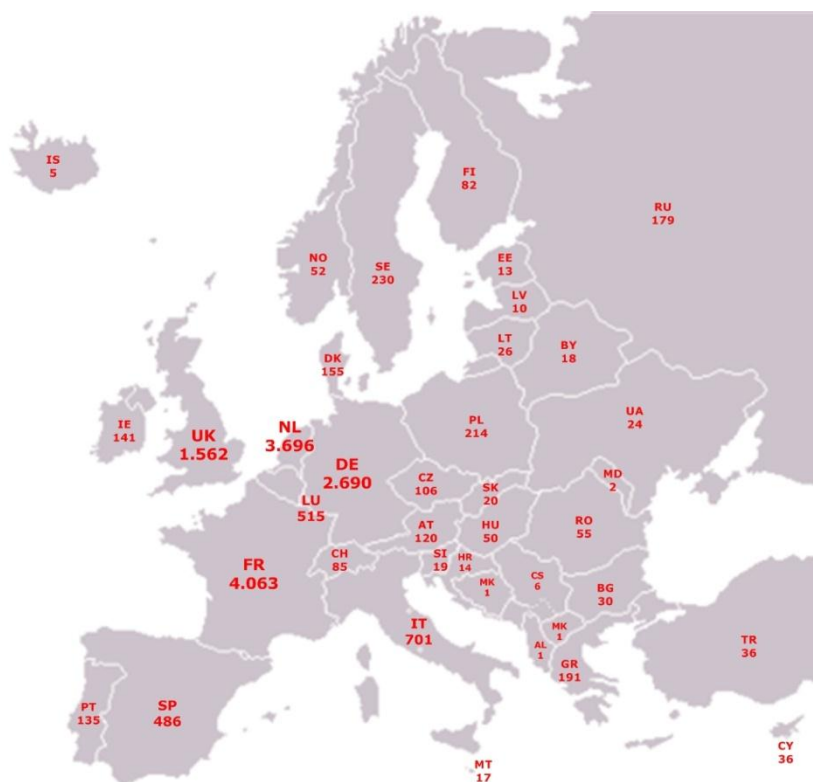 IS
5
FI
82
RU
179
NO
52
SE
230
EE
13
LV
10
LT
26
BY
18
DK
155
IE
141
UK
1.562
NL
3.696
DE
2.690
PL
214
UA
24
CZ
106
SK
20
MD
2
LU
515
AT
120
HU
50
RO
55
FR
4.063
CH
85
SI
19
HR
14
MK
1
CS
6
BG
30
IT
701
MK
1
AL
1
GR
191
TR
36
PT
135
SP
486
MT
17
CY
36